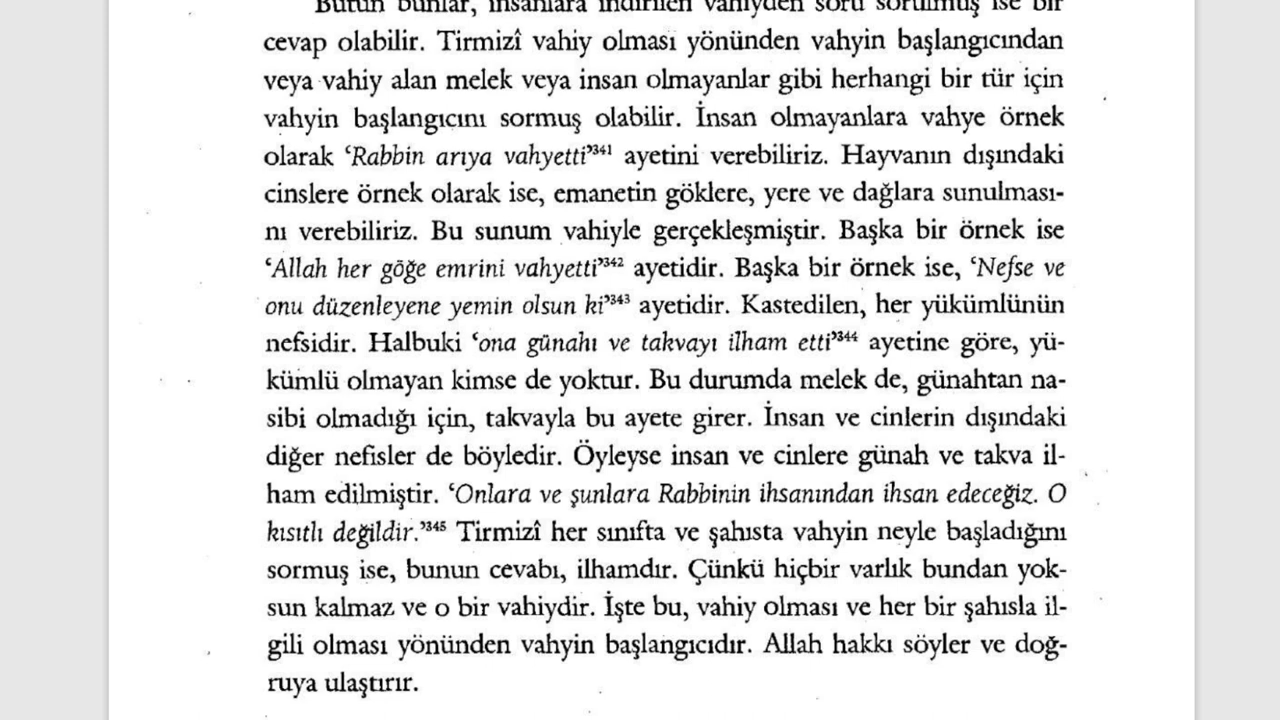 Bütün bunlar, insanlara indirilen vahiyden soru sorulmuş ise bir
cevap olabilir. Tirmizî vahiy olması yönünden vahyin başlangıcından
veya vahiy alan melek veya insan olmayanlar gibi herhangi bir tür için
vahyin başlangıcını sormuş olabilir. İnsan olmayanlara vahye örnek
olarak ‘Rabbin arıya vahyetti’³⁴¹ ayetini verebiliriz. Hayvanın dışındaki
cinslere örnek olarak ise, emanetin göklere, yere ve dağlara sunulması-
nı verebiliriz. Bu sunum vahiyle gerçekleşmiştir. Başka bir örnek ise
‘Allah her göğe emrini vahyetti’³⁴² ayetidir. Başka bir örnek ise, ‘Nefse ve
onu düzenleyene yemin olsun ki’³⁴³ ayetidir. Kastedilen, her yükümlünün
nefsidir. Halbuki ‘ona günahı ve takvayı ilham etti’³⁴⁴ ayetine göre, yü-
kümlü olmayan kimse de yoktur. Bu durumda melek de, günahtan na-
sibi olmadığı için, takvayla bu ayete girer. İnsan ve cinlerin dışındaki
diğer nefisler de böyledir. Öyleyse insan ve cinlere günah ve takva il-
ham edilmiştir. ‘Onlara ve şunlara Rabbinin ihsanından ihsan edeceğiz. O
kısıtlı değildir.’³⁴⁵ Tirmizî her sınıfta ve şahısta vahyin neyle başladığını
sormuş ise, bunun cevabı, ilhamdır. Çünkü hiçbir varlık bundan yok-
sun kalmaz ve o bir vahiydir. İşte bu, vahiy olması ve her bir şahısla il-
gili olması yönünden vahyin başlangıcıdır. Allah hakkı söyler ve doğ-
ruya ulaştırır.